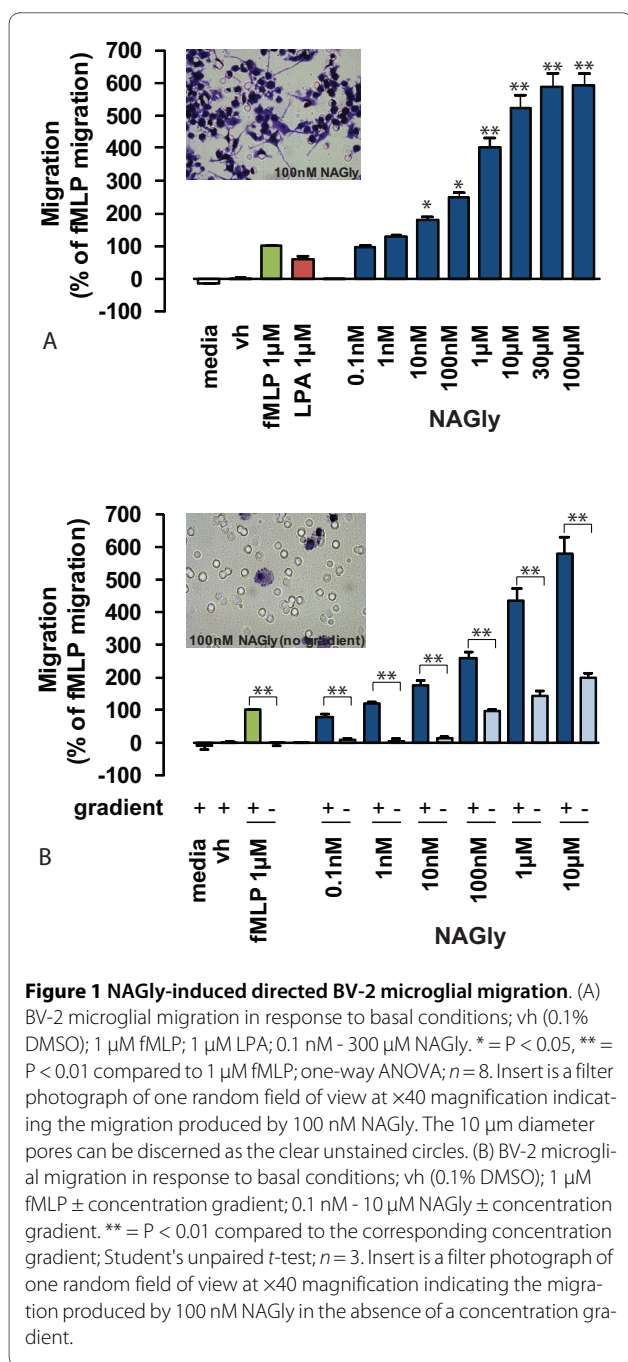 700
600
500
400
300
200
100
0
-100
Migration
(% of fMLP migration)
100nM NAGly
* * ** ** ** **
media
vh
fMLP 1µM
LPA 1µM
0.1nM
1nM
10nM
100nM
1µM
10µM
30µM
100µM
NAGly
A
700
600
500
400
300
200
100
0
-100
Migration
(% of fMLP migration)
100nM NAGly (no gradient)
** ** ** ** ** ** **
gradient + + + - + - + - + - + - + - + -
media
vh
fMLP 1µM
0.1nM
1nM
10nM
100nM
1µM
10µM
NAGly
B
Figure 1 NAGly-induced directed BV-2 microglial migration. (A)
BV-2 microglial migration in response to basal conditions; vh (0.1%
DMSO); 1 µM fMLP; 1 µM LPA; 0.1 nM - 300 µM NAGly. * = P < 0.05, ** =
P < 0.01 compared to 1 µM fMLP; one-way ANOVA; n = 8. Insert is a filter
photograph of one random field of view at ×40 magnification indicat-
ing the migration produced by 100 nM NAGly. The 10 µm diameter
pores can be discerned as the clear unstained circles. (B) BV-2 microgli-
al migration in response to basal conditions; vh (0.1% DMSO); 1 µM
fMLP ± concentration gradient; 0.1 nM - 10 µM NAGly ± concentration
gradient. ** = P < 0.01 compared to the corresponding concentration
gradient; Student's unpaired t-test; n = 3. Insert is a filter photograph of
one random field of view at ×40 magnification indicating the migra-
tion produced by 100 nM NAGly in the absence of a concentration gra-
dient.